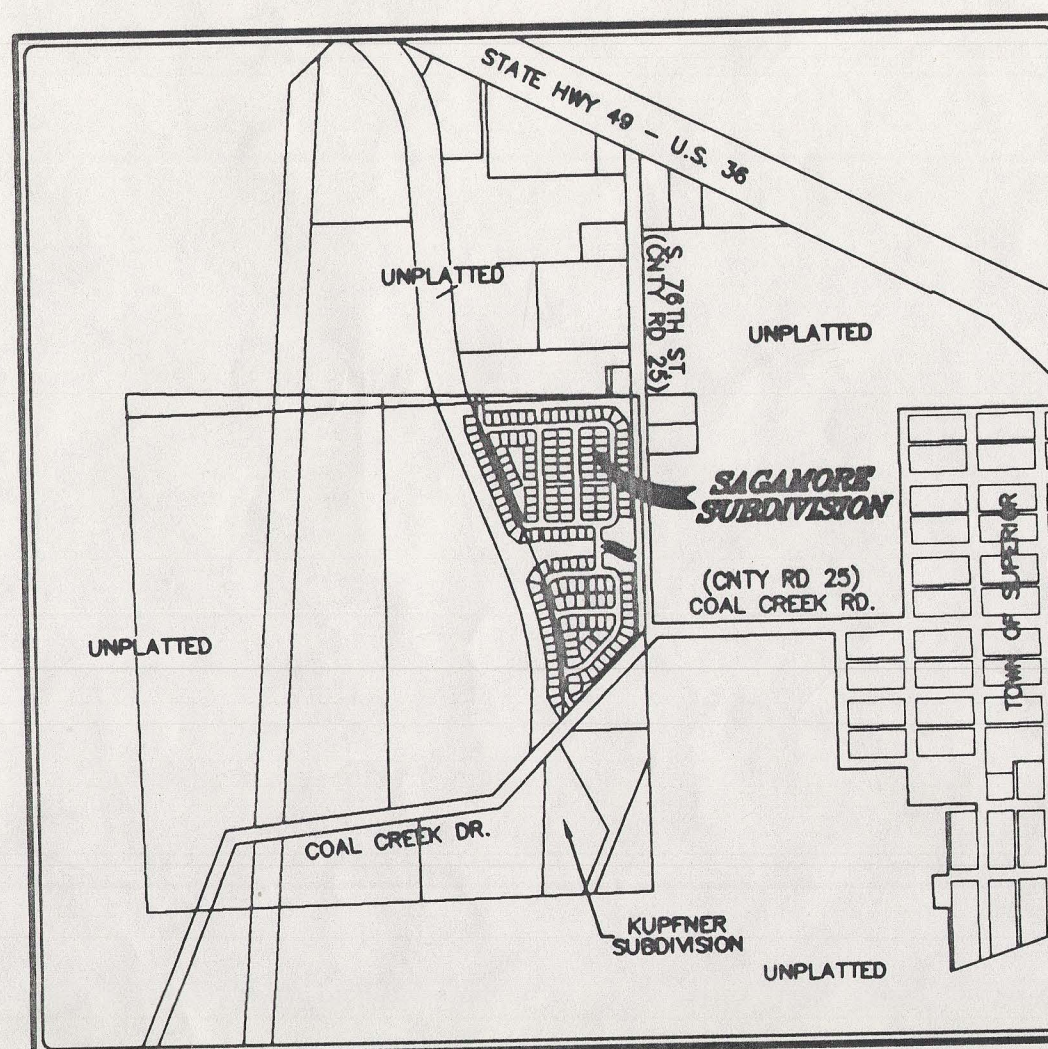 STATE HWY 49 - U.S. 36
UNPLATTED
S. 76TH ST
(CNTY RD 25)
UNPLATTED
SAGAMORE
SUBDIVISION
(CNTY RD 25)
COAL CREEK RD.
TOWN OF SUPERIOR
UNPLATTED
COAL CREEK DR.
KUPFNER
SUBDIVISION
UNPLATTED